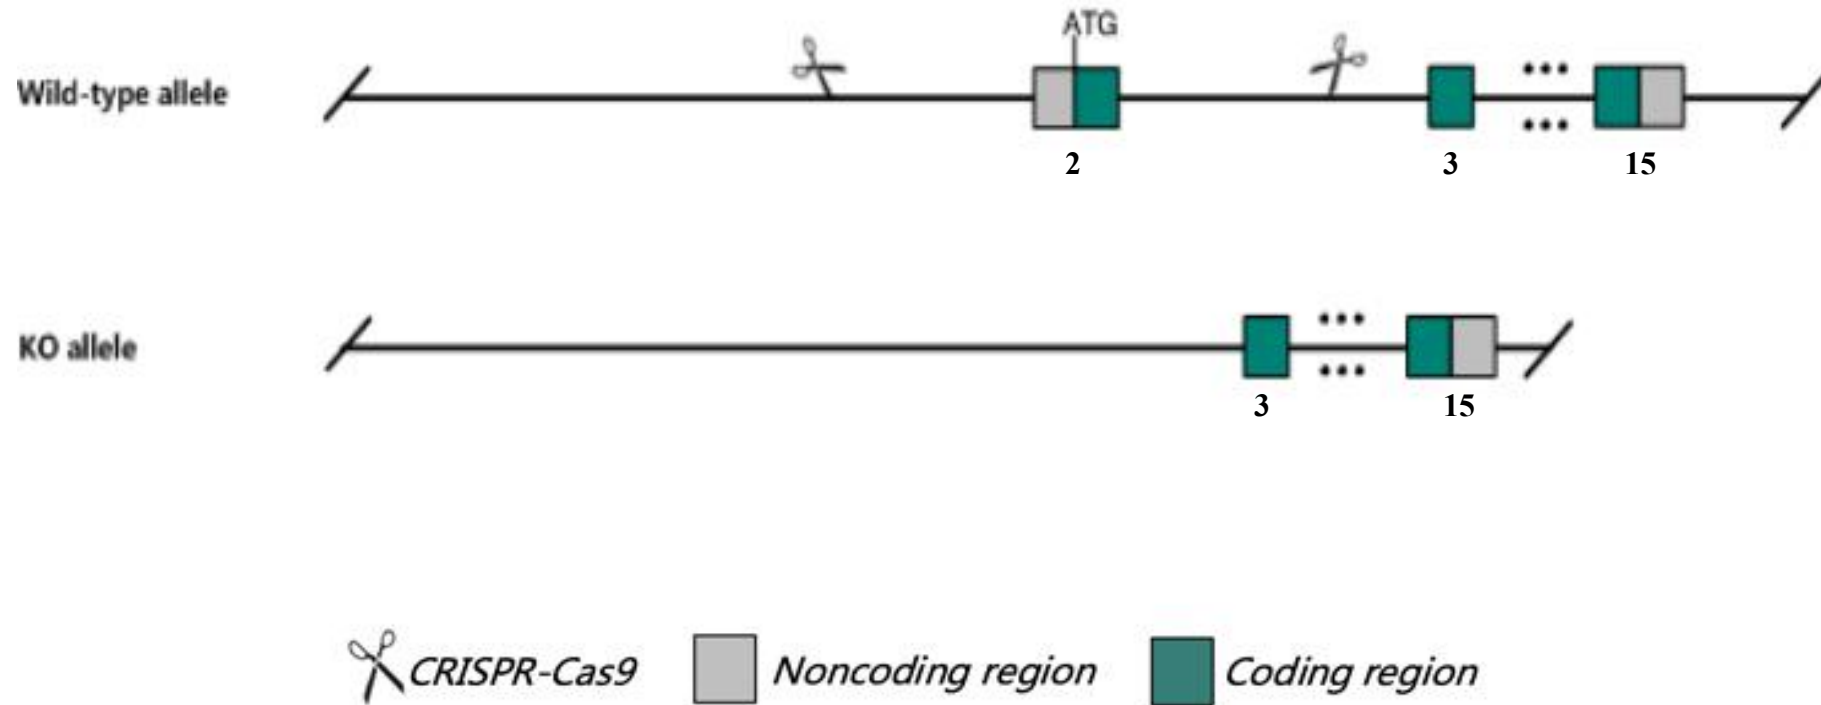 ATG
Wild-type allele
2 3 15
KO allele
3 15
CRISPR-Cas9 Noncoding region Coding region